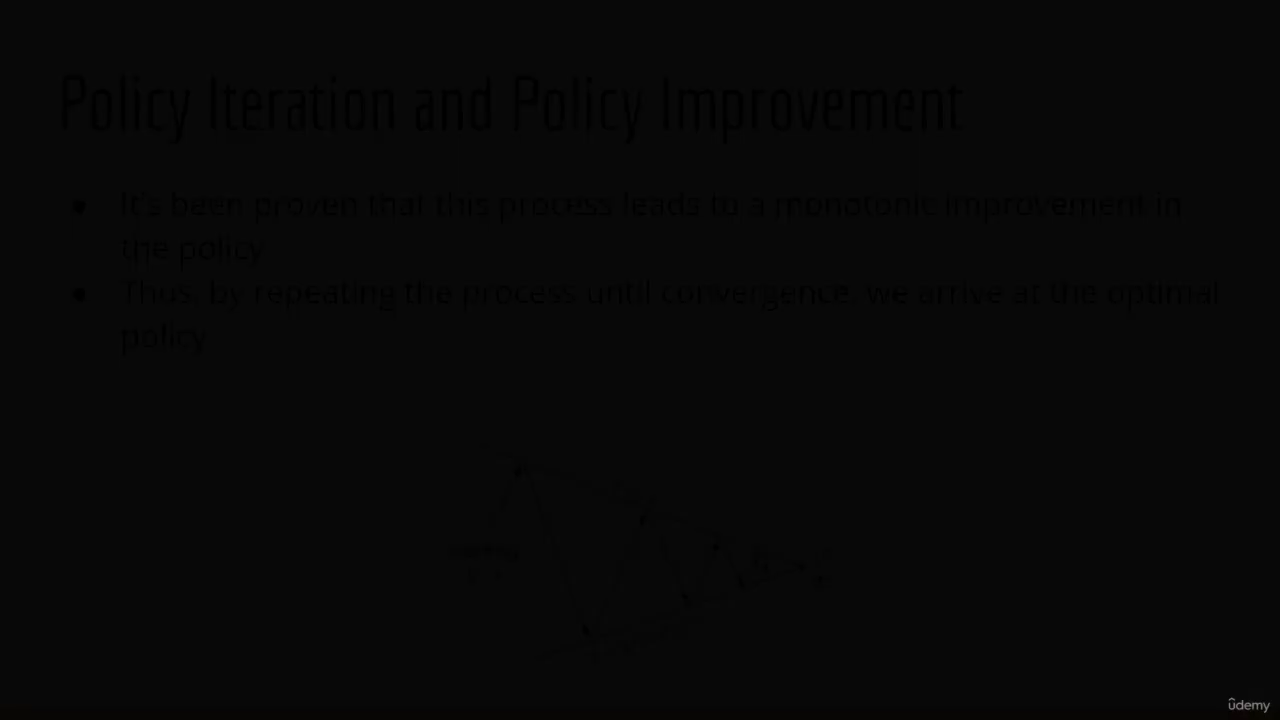 Policy Iteration and Policy Improvement
● It's been proven that this process leads to a monotonic improvement in
the policy
● Thus, by repeating the process until convergence, we arrive at the optimal
policy
ûdemy